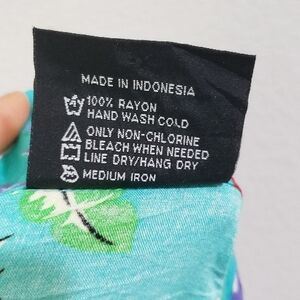 MADE IN INDONESIA
100% RAYON
HAND WASH COLD
ONLY NON-CHLORINE
BLEACH WHEN NEEDED
LINE DRY/HANG DRY
MEDIUM IRON